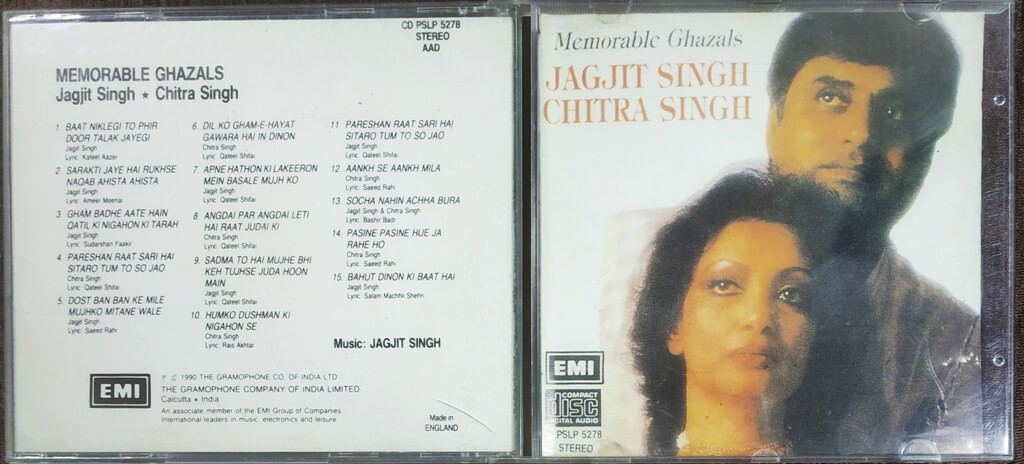 CD PSLP 5278
STEREO
AAD
MEMORABLE GHAZALS
Jagjit Singh ★ Chitra Singh
1. BAAT NIKLEGI TO PHIR
DOOR TALAK JAYEGI
Jagjit Singh
Lyric: Kafeel Aazer
2. SARAKTI JAYE HAI RUKHSE
NAQAB AHISTA AHISTA
Jagjit Singh
Lyric: Ameer Meenai
3. GHAM BADHE AATE HAIN
QATIL KI NIGAHON KI TARAH
Jagjit Singh
Lyric: Sudarshan Faakir
4. PARESHAN RAAT SARI HAI
SITARO TUM TO SO JAO
Chitra Singh
Lyric: Qateel Shifai
5. DOST BAN BAN KE MILE
MUJHKO MITANE WALE
Jagjit Singh
Lyric: Saeed Rahi
6. DIL KO GHAM-E-HAYAT
GAWARA HAI IN DINON
Chitra Singh
Lyric: Qateel Shifai
7. APNE HATHON KI LAKEERON
MEIN BASALE MUJH KO
Jagjit Singh
Lyric: Qateel Shifai
8. ANGDAI PAR ANGDAI LETI
HAI RAAT JUDAI KI
Chitra Singh
Lyric: Qateel Shifai
9. SADMA TO HAI MUJHE BHI
KEH TUJHSE JUDA HOON
MAIN
Jagjit Singh
Lyric: Qateel Shifai
10. HUMKO DUSHMAN KI
NIGAHON SE
Chitra Singh
Lyric: Rais Akhtar
11. PARESHAN RAAT SARI HAI
SITARO TUM TO SO JAO
Jagjit Singh
Lyric: Qateel Shifai
12. AANKH SE AANKH MILA
Chitra Singh
Lyric: Saeed Rahi
13. SOCHA NAHIN ACHHA BURA
Jagjit Singh & Chitra Singh
Lyric: Bashir Badr
14. PASINE PASINE HUE JA
RAHE HO
Chitra Singh
Lyric: Saeed Rahi
15. BAHUT DINON KI BAAT HAI
Jagjit Singh
Lyric: Salam Machhli Shehri
Music: JAGJIT SINGH
EMI
℗ © 1990 THE GRAMOPHONE CO. OF INDIA LTD
THE GRAMOPHONE COMPANY OF INDIA LIMITED
Calcutta ★ India
An associate member of the EMI Group of Companies
International leaders in music, electronics and leisure
Made in
ENGLAND
Memorable Ghazals
JAGJIT SINGH
CHITRA SINGH
EMI
COMPACT
disc
DIGITAL AUDIO
PSLP 5278
STEREO